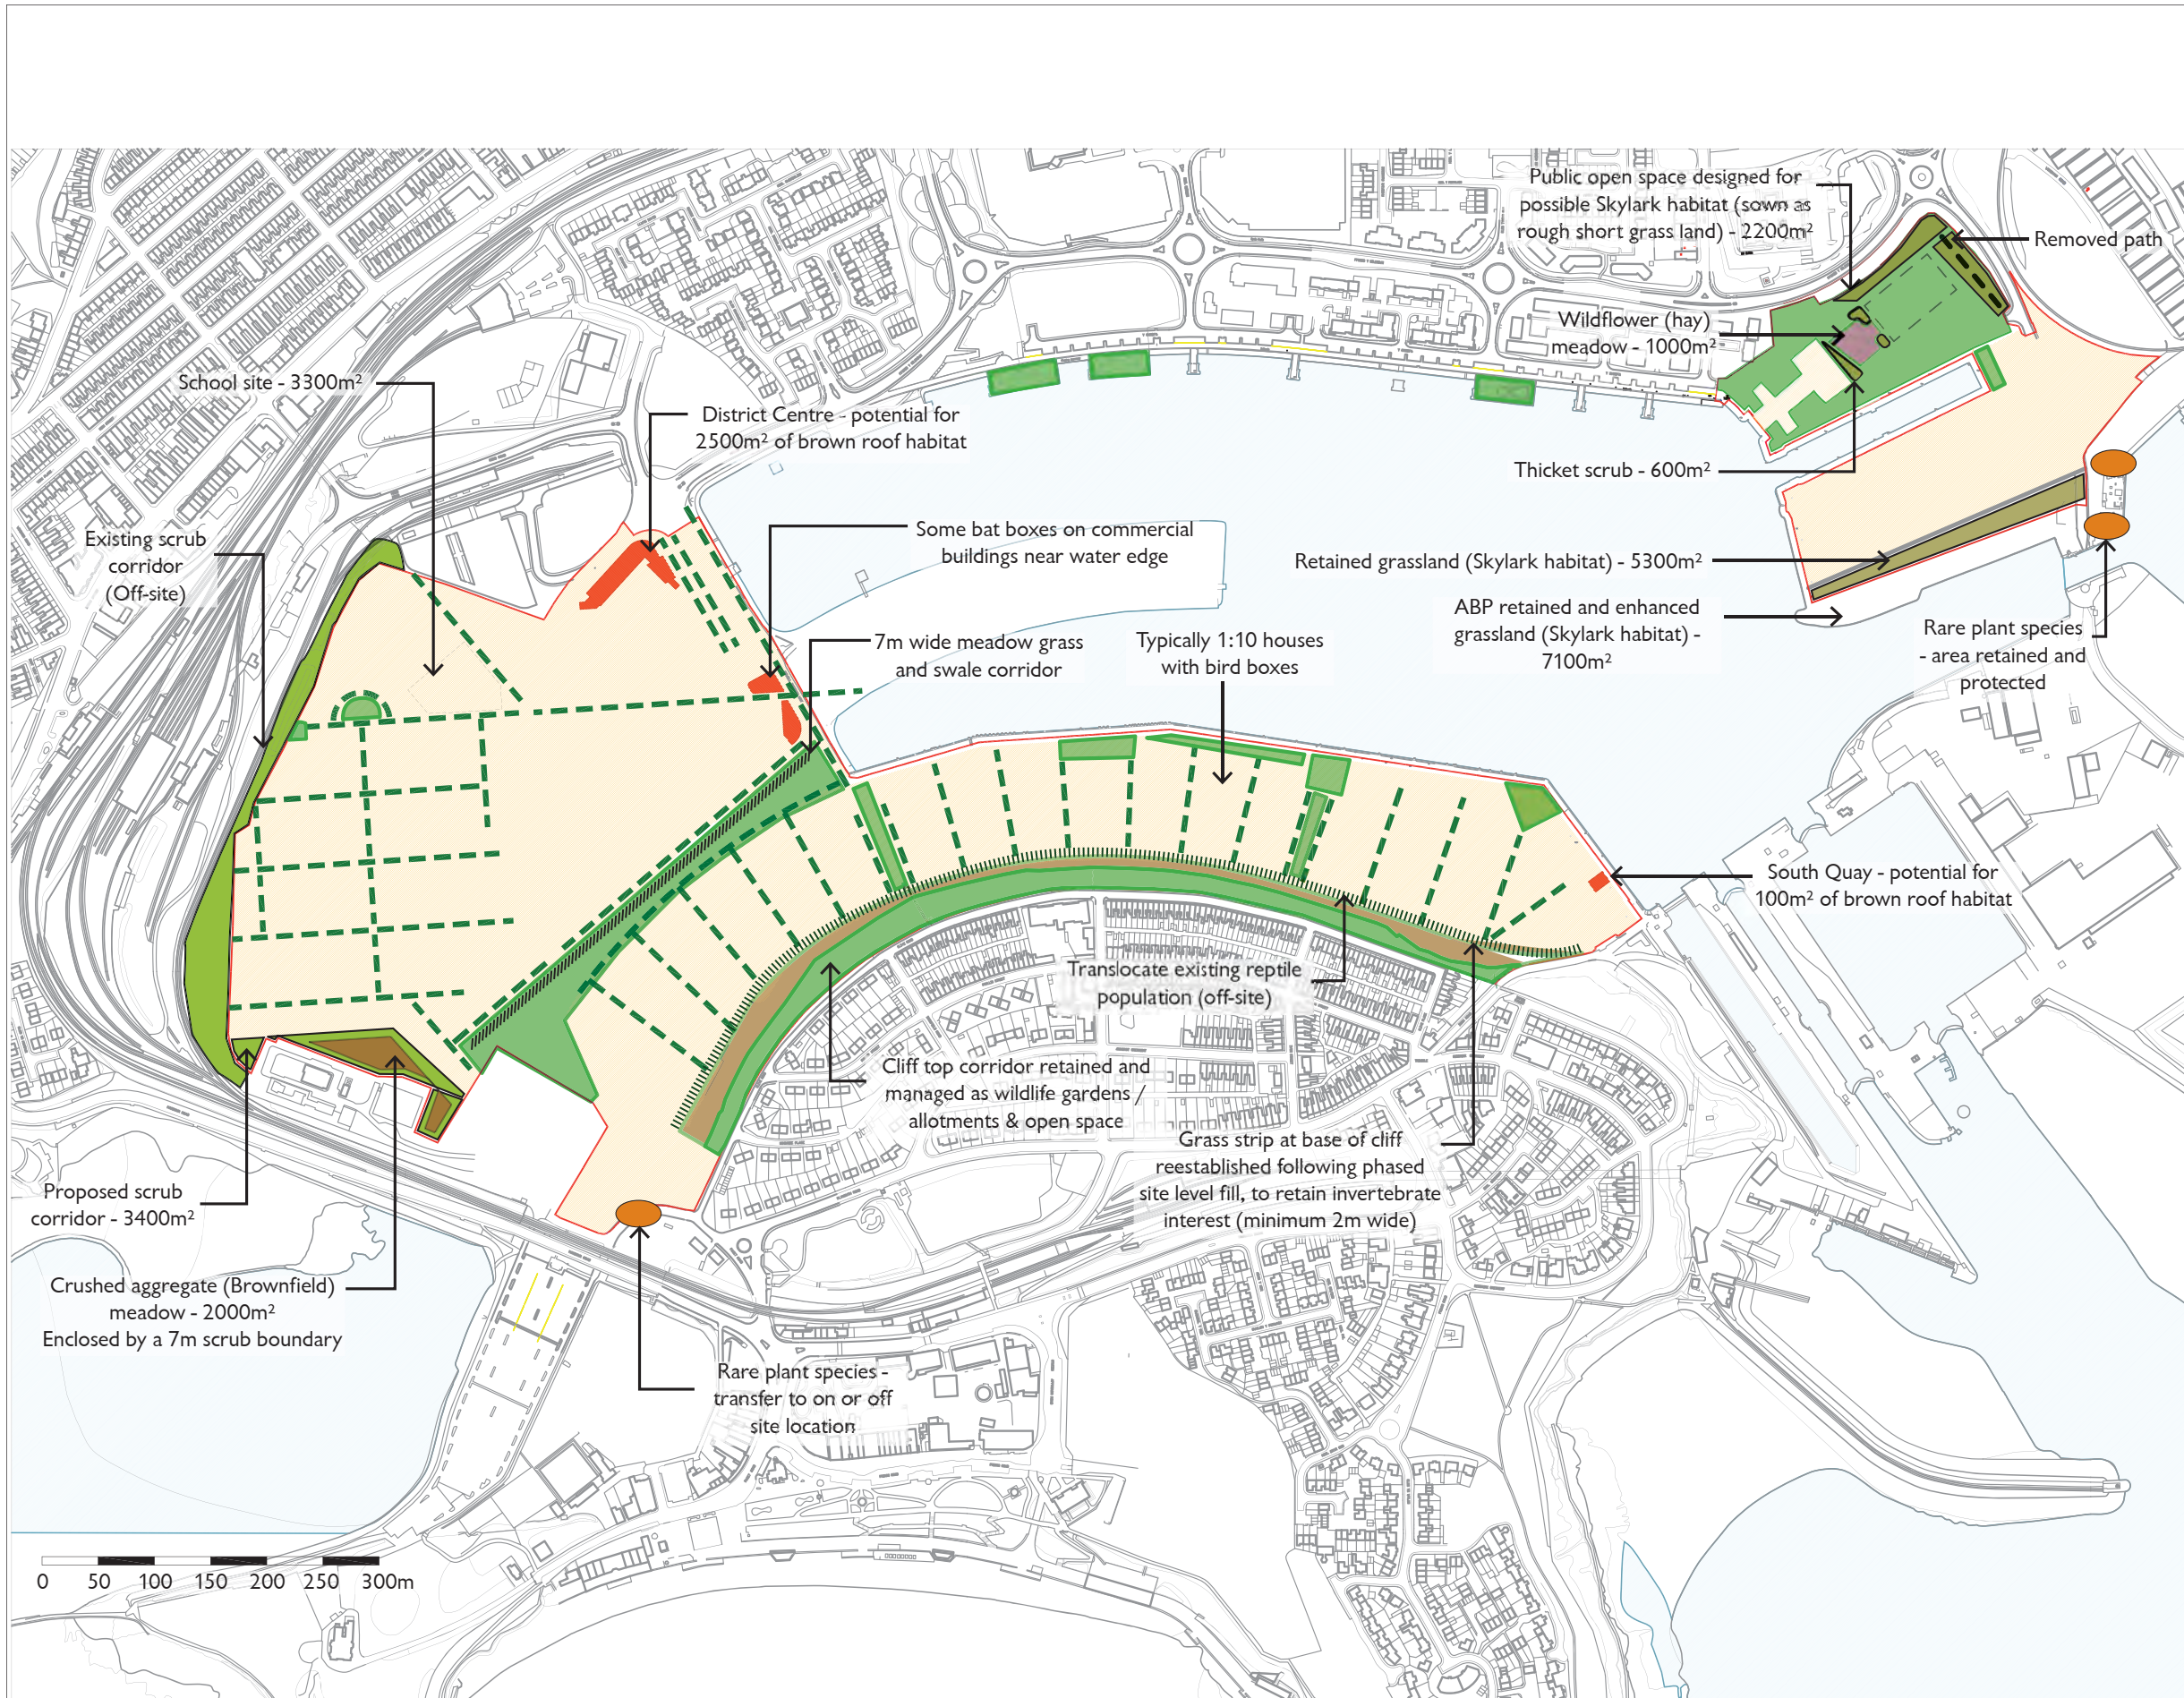 Public open space designed for
possible Skylark habitat (sown as
rough short grass land) - 2200m²
Removed path
Wildflower (hay)
meadow - 1000m²
School site - 3300m²
District Centre - potential for
2500m² of brown roof habitat
Thicket scrub - 600m²
Existing scrub
corridor
(Off-site)
Some bat boxes on commercial
buildings near water edge
Retained grassland (Skylark habitat) - 5300m²
ABP retained and enhanced
grassland (Skylark habitat) -
7100m²
Rare plant species
- area retained and
protected
7m wide meadow grass
and swale corridor
Typically 1:10 houses
with bird boxes
South Quay - potential for
100m² of brown roof habitat
Translocate existing reptile
population (off-site)
Cliff top corridor retained and
managed as wildlife gardens /
allotments & open space
Grass strip at base of cliff
reestablished following phased
site level fill, to retain invertebrate
interest (minimum 2m wide)
Proposed scrub
corridor - 3400m²
Crushed aggregate (Brownfield)
meadow - 2000m²
Enclosed by a 7m scrub boundary
Rare plant species -
transfer to on or off
site location
0 50 100 150 200 250 300m